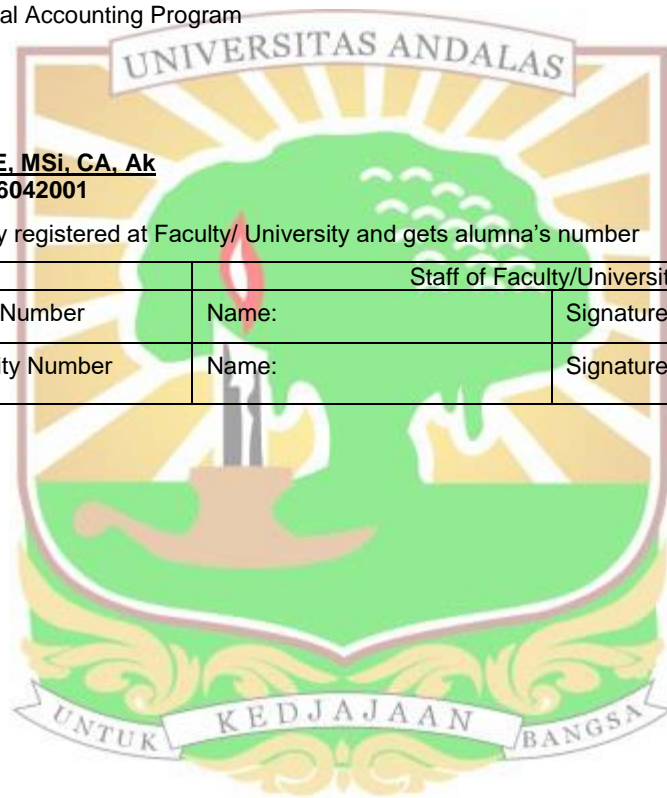 al Accounting Program
UNIVERSITAS ANDALAS
E, MSi, CA, Ak
6042001
y registered at Faculty/ University and gets alumna's number
Staff of Faculty/Universit
Number Name: Signature
ity Number Name: Signature
UNTUK KEDJAJAAN BANGSA